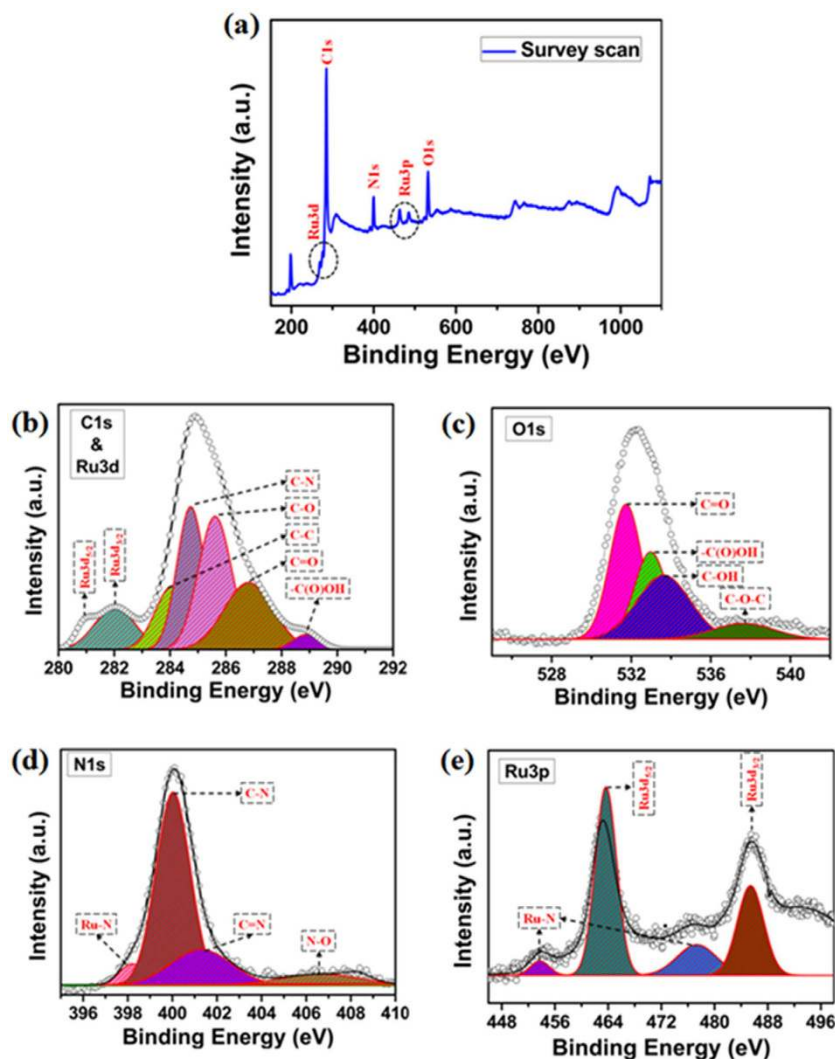 (a)
Survey scan
C1s
N1s
O1s
Ru3d
Ru3p
Intensity (a.u.)
200 400 600 800 1000
Binding Energy (eV)
(b)
C1s
&
Ru3d
C-N
C-O
C-C
C=O
-C(O)OH
Ru3d5/2
Ru3d3/2
Intensity (a.u.)
280 282 284 286 288 290 292
Binding Energy (eV)
(c)
O1s
C=O
-C(O)OH
C-OH
C-O-C
Intensity (a.u.)
528 532 536 540
Binding Energy (eV)
(d)
N1s
C-N
Ru-N
C=N
N-O
Intensity (a.u.)
396 398 400 402 404 406 408 410
Binding Energy (eV)
(e)
Ru3p
Ru3d5/2
Ru3d3/2
Ru-N
Intensity (a.u.)
448 456 464 472 480 488 496
Binding Energy (eV)